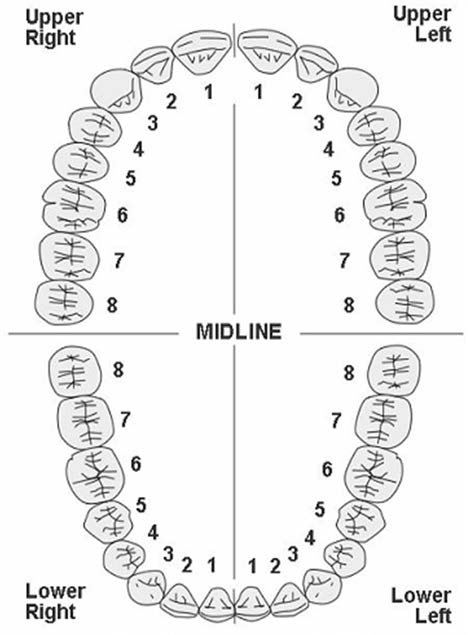 Upper Right
Upper Left
1 1
2 2
3 3
4 4
5 5
6 6
7 7
8 8
MIDLINE
8 8
7 7
6 6
5 5
4 4
3 2 1 1 2 3
Lower Right
Lower Left